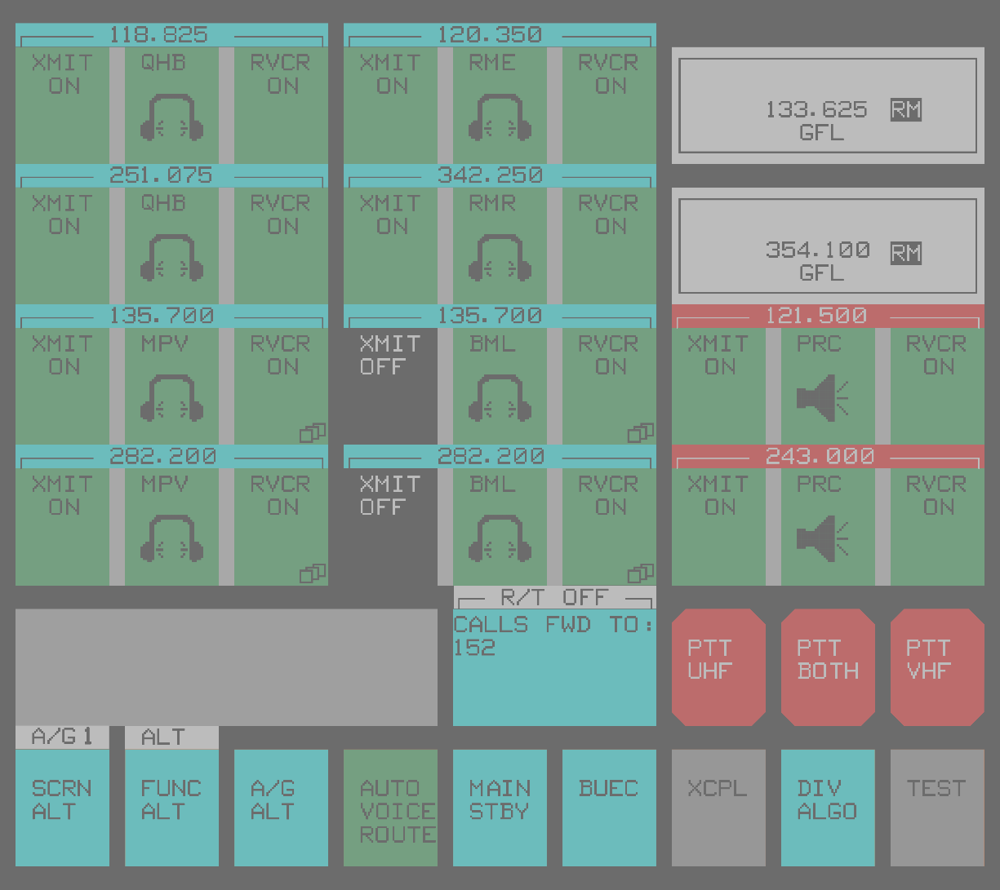 118.825
XMIT ON
QHB
RVCR ON
120.350
XMIT ON
RME
RVCR ON
133.625 RM
GFL
251.075
XMIT ON
QHB
RVCR ON
342.250
XMIT ON
RMR
RVCR ON
354.100 RM
GFL
135.700
XMIT ON
MPV
RVCR ON
135.700
XMIT OFF
BML
RVCR ON
121.500
XMIT ON
PRC
RVCR ON
282.200
XMIT ON
MPV
RVCR ON
282.200
XMIT OFF
BML
RVCR ON
243.000
XMIT ON
PRC
RVCR ON
R/T OFF
CALLS FWD TO:
152
PTT
UHF
PTT
BOTH
PTT
VHF
A/G 1
SCRN
ALT
ALT
FUNC
ALT
A/G
ALT
AUTO
VOICE
ROUTE
MAIN
STBY
BUEC
XCPL
DIV
ALGO
TEST